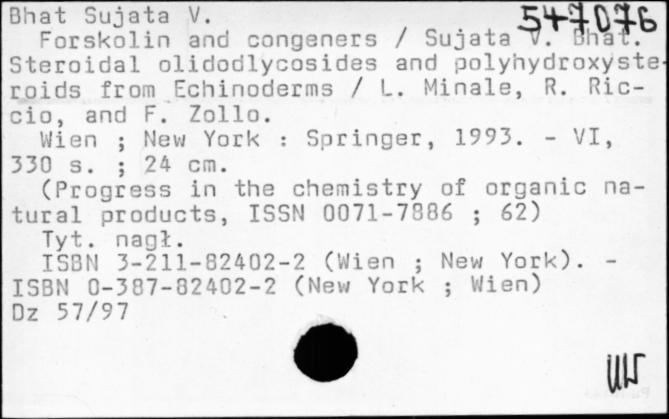 547076
Bhat Sujata V.
Forskolin and congeners / Sujata V. Bhat.
Steroidal olidodlycosides and polyhydroxyste-
roids from Echinoderms / L. Minale, R. Ric-
cio, and F. Zollo.
Wien ; New York : Springer, 1993. - VI,
330 s. ; 24 cm.
(Progress in the chemistry of organic na-
tural products, ISSN 0071-7886 ; 62)
Tyt. nagł.
ISBN 3-211-82402-2 (Wien ; New York). -
ISBN 0-387-82402-2 (New York ; Wien)
Dz 57/97
UW